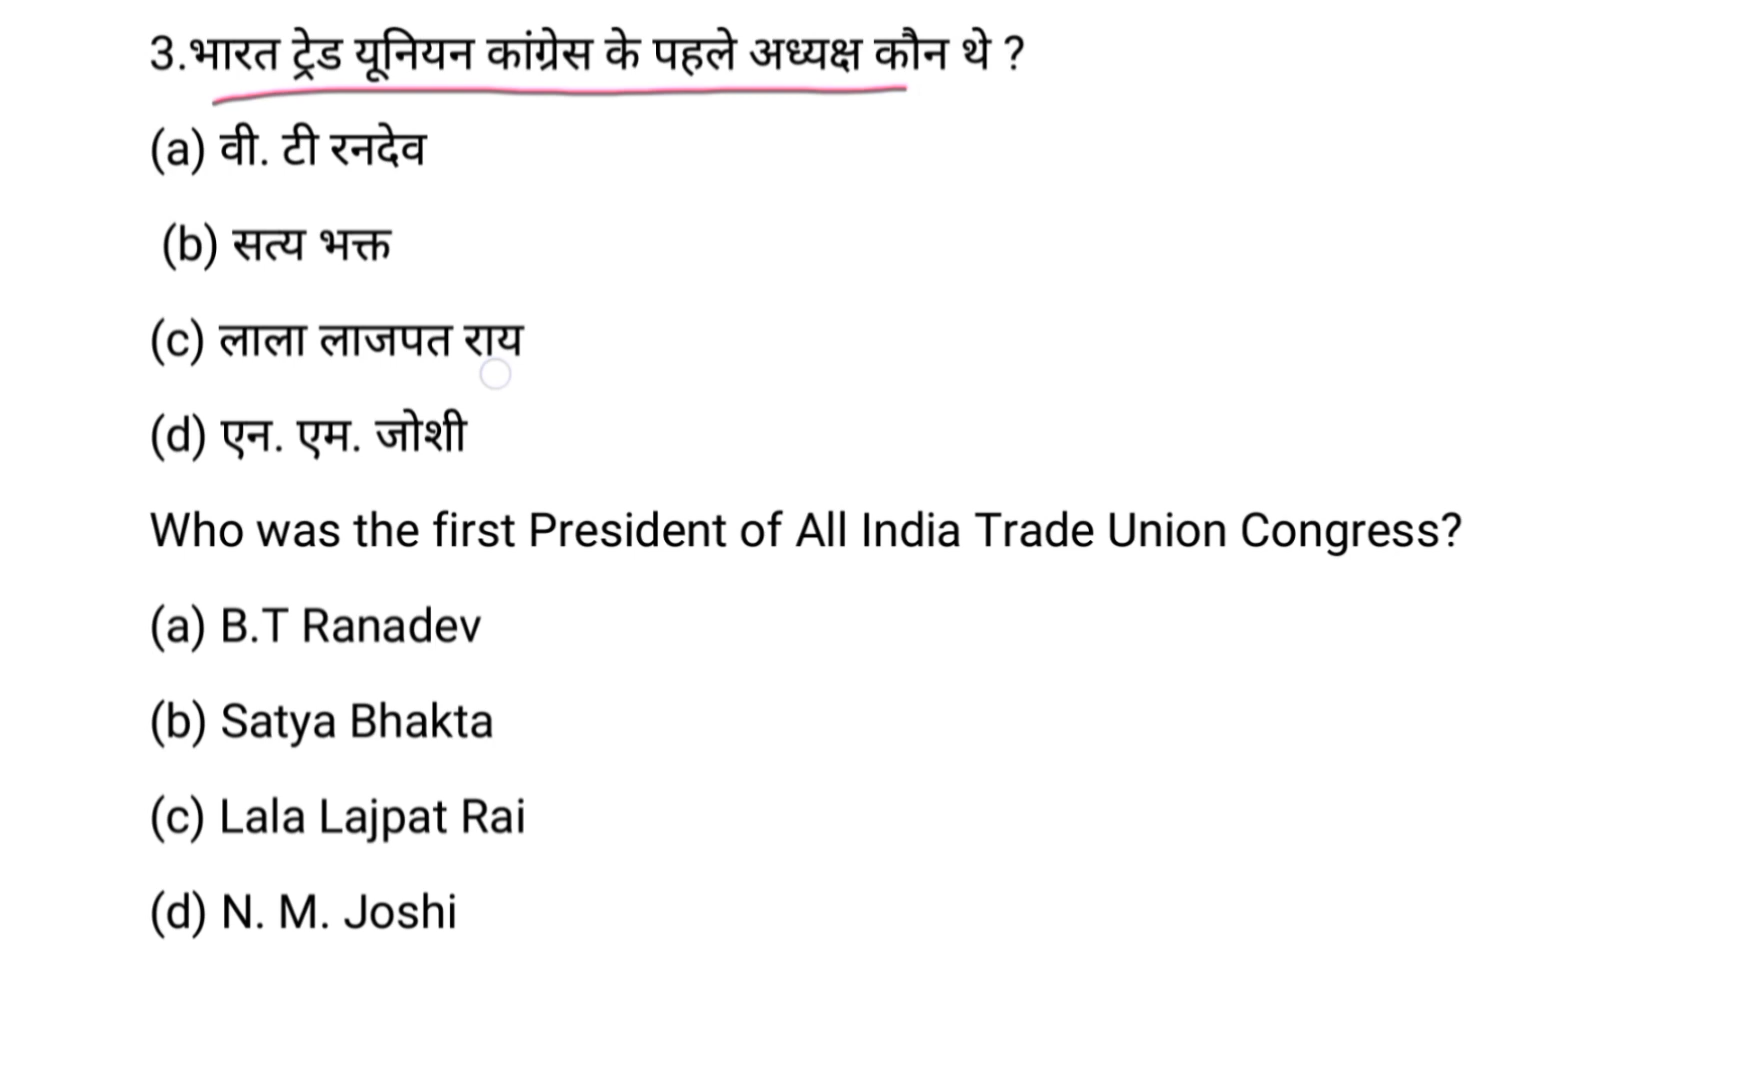 3.भारत ट्रेड यूनियन कांग्रेस के पहले अध्यक्ष कौन थे ?
(a) वी. टी रनदेव
(b) सत्य भक्त
(c) लाला लाजपत राय
(d) एन. एम. जोशी
Who was the first President of All India Trade Union Congress?
(a) B.T Ranadev
(b) Satya Bhakta
(c) Lala Lajpat Rai
(d) N. M. Joshi